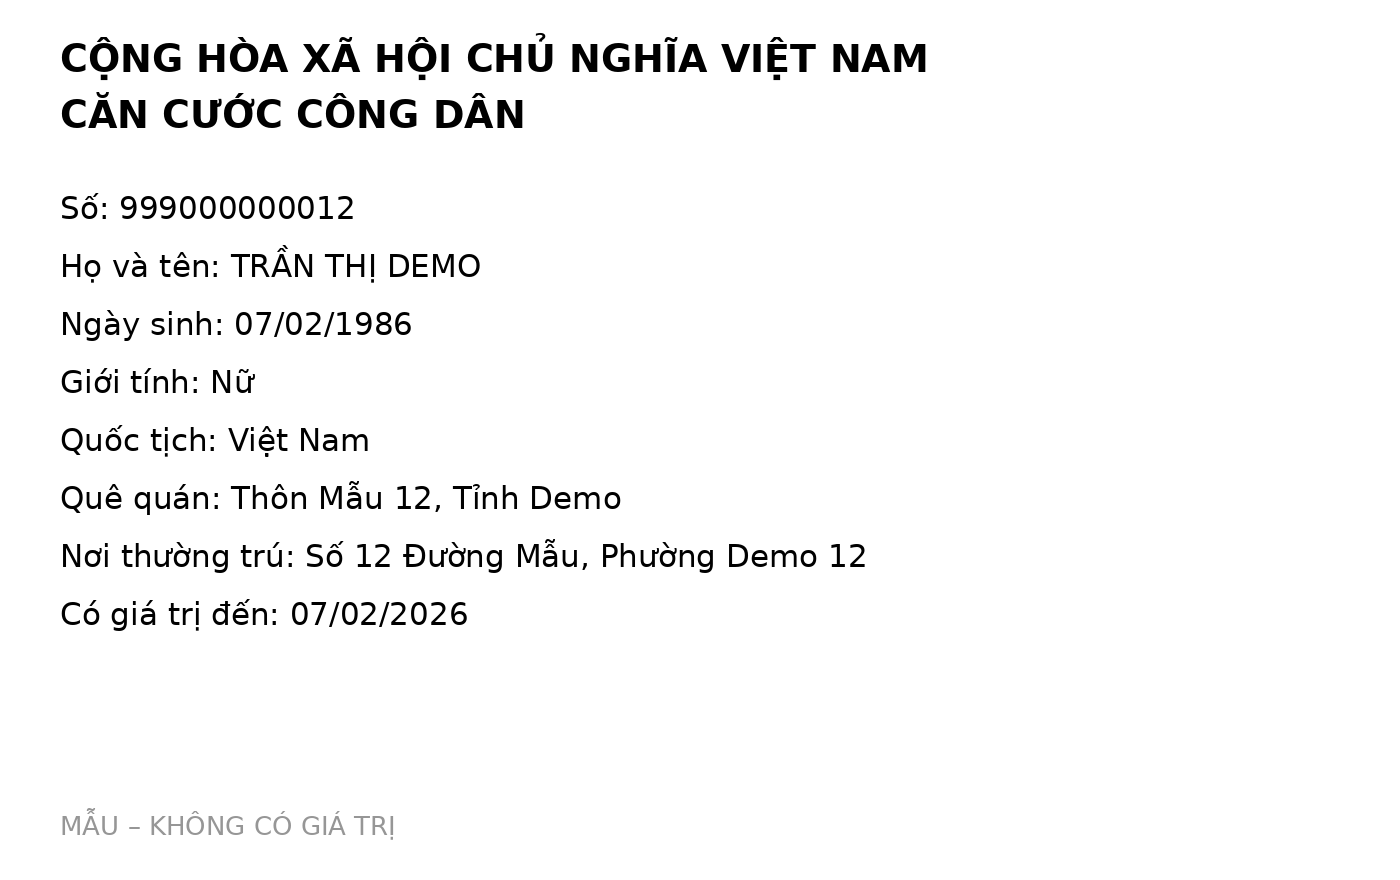 CỘNG HÒA XÃ HỘI CHỦ NGHĨA VIỆT NAM
CĂN CƯỚC CÔNG DÂN
Số: 999000000012
Họ và tên: TRẦN THỊ DEMO
Ngày sinh: 07/02/1986
Giới tính: Nữ
Quốc tịch: Việt Nam
Quê quán: Thôn Mẫu 12, Tỉnh Demo
Nơi thường trú: Số 12 Đường Mẫu, Phường Demo 12
Có giá trị đến: 07/02/2026
MẪU – KHÔNG CÓ GIÁ TRỊ